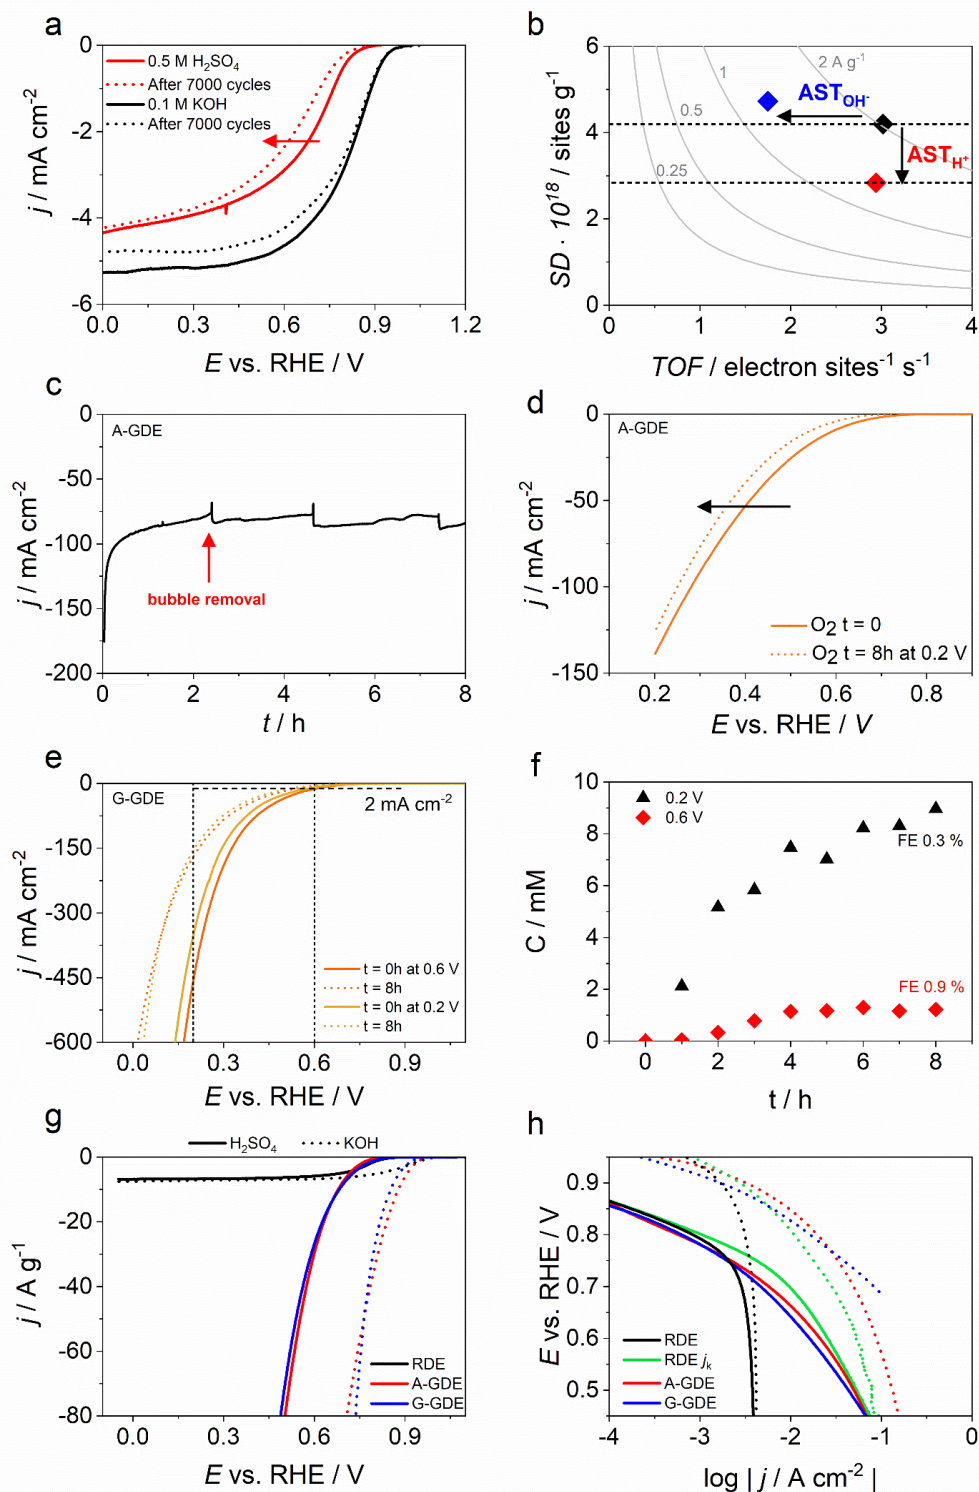 a
0.5 M H₂SO₄
After 7000 cycles
0.1 M KOH
After 7000 cycles
0
-2
-4
-6
j / mA cm⁻²
0.0 0.3 0.6 0.9 1.2
E vs. RHE / V
b
2 A g⁻¹
1
0.5
0.25
AST_OH⁻
AST_H⁺
6
4
2
0
SD · 10¹⁸ / sites g⁻¹
0 1 2 3 4
TOF / electron sites⁻¹ s⁻¹
c
A-GDE
bubble removal
0
-50
-100
-150
-200
j / mA cm⁻²
0 2 4 6 8
t / h
d
A-GDE
O₂ t = 0
O₂ t = 8h at 0.2 V
0
-50
-100
-150
j / mA cm⁻²
0.2 0.4 0.6 0.8
E vs. RHE / V
e
G-GDE
2 mA cm⁻²
t = 0h at 0.6 V
t = 8h
t = 0h at 0.2 V
t = 8h
0
-150
-300
-450
-600
j / mA cm⁻²
0.0 0.3 0.6 0.9
E vs. RHE / V
f
0.2 V
0.6 V
FE 0.3 %
FE 0.9 %
10
8
6
4
2
0
C / mM
0 2 4 6 8
t / h
g
H₂SO₄ KOH
RDE
A-GDE
G-GDE
0
-20
-40
-60
-80
j / A g⁻¹
0.0 0.3 0.6 0.9
E vs. RHE / V
h
RDE
RDE jₖ
A-GDE
G-GDE
0.9
0.8
0.7
0.6
0.5
E vs. RHE / V
-4 -3 -2 -1 0
log | j / A cm⁻² |